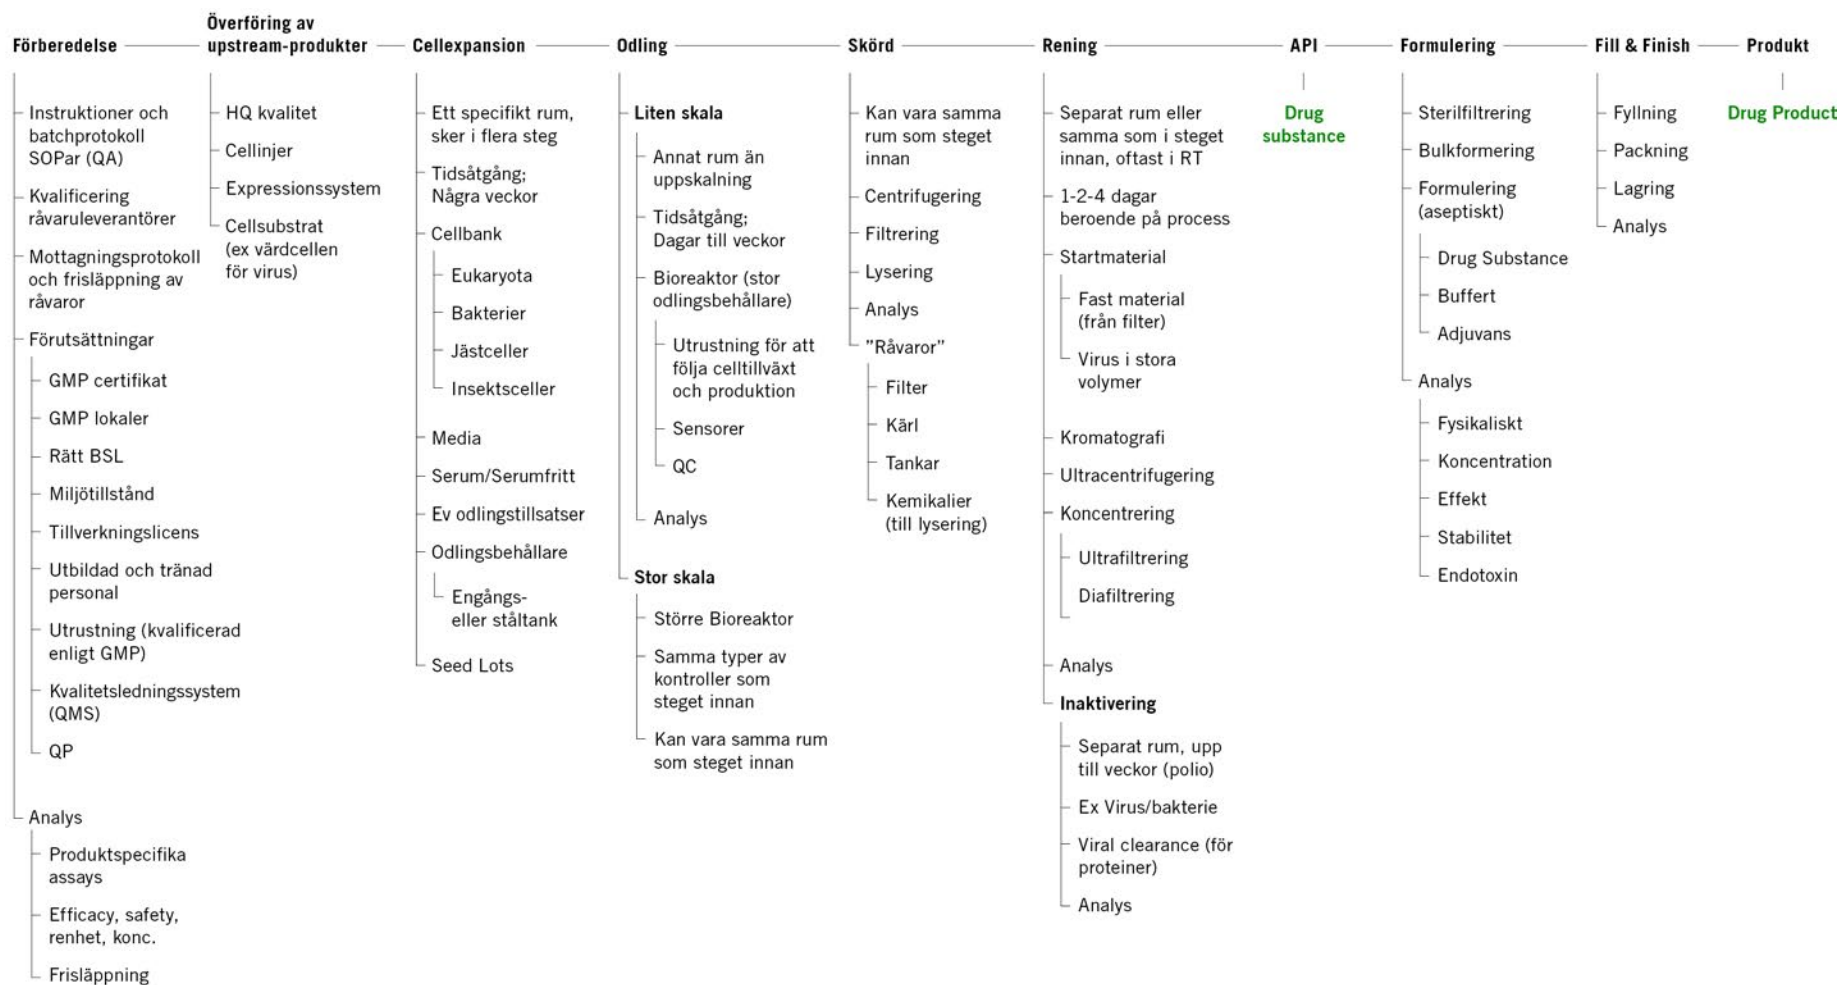 Förberedelse
Överföring av
upstream-produkter
Cellexpansion
Odling
Skörd
Rening
API
Formulering
Fill & Finish
Produkt
Instruktioner och
batchprotokoll
SOPar (QA)
Kvalificering
råvaruleverantörer
Mottagningsprotokoll
och frisläppning av
råvaror
Förutsättningar
GMP certifikat
GMP lokaler
Rätt BSL
Miljötillstånd
Tillverkningslicens
Utbildad och tränad
personal
Utrustning (kvalificerad
enligt GMP)
Kvalitetsledningssystem
(QMS)
QP
Analys
Produktspecifika
assays
Efficacy, safety,
renhet, konc.
Frisläppning
HQ kvalitet
Cellinjer
Expressionssystem
Cellsubstrat
(ex värdcellen
för virus)
Ett specifikt rum,
sker i flera steg
Tidsåtgång;
Några veckor
Cellbank
Eukaryota
Bakterier
Jästceller
Insektsceller
Media
Serum/Serumfritt
Ev odlingstillsatser
Odlingsbehållare
Engångs-
eller ståltank
Seed Lots
Liten skala
Annat rum än
uppskalning
Tidsåtgång;
Dagar till veckor
Bioreaktor (stor
odlingsbehållare)
Utrustning för att
följa celltillväxt
och produktion
Sensorer
QC
Analys
Stor skala
Större Bioreaktor
Samma typer av
kontroller som
steget innan
Kan vara samma rum
som steget innan
Kan vara samma
rum som steget
innan
Centrifugering
Filtrering
Lysering
Analys
”Råvaror”
Filter
Kärl
Tankar
Kemikalier
(till lysering)
Separat rum eller
samma som i steget
innan, oftast i RT
1-2-4 dagar
beroende på process
Startmaterial
Fast material
(från filter)
Virus i stora
volymer
Kromatografi
Ultracentrifugering
Koncentrering
Ultrafiltrering
Diafiltrering
Analys
Inaktivering
Separat rum, upp
till veckor (polio)
Ex Virus/bakterie
Viral clearance (för
proteiner)
Analys
Drug
substance
Sterilfiltrering
Bulkformering
Formulering
(aseptiskt)
Drug Substance
Buffert
Adjuvans
Analys
Fysikaliskt
Koncentration
Effekt
Stabilitet
Endotoxin
Fyllning
Packning
Lagring
Analys
Drug Product